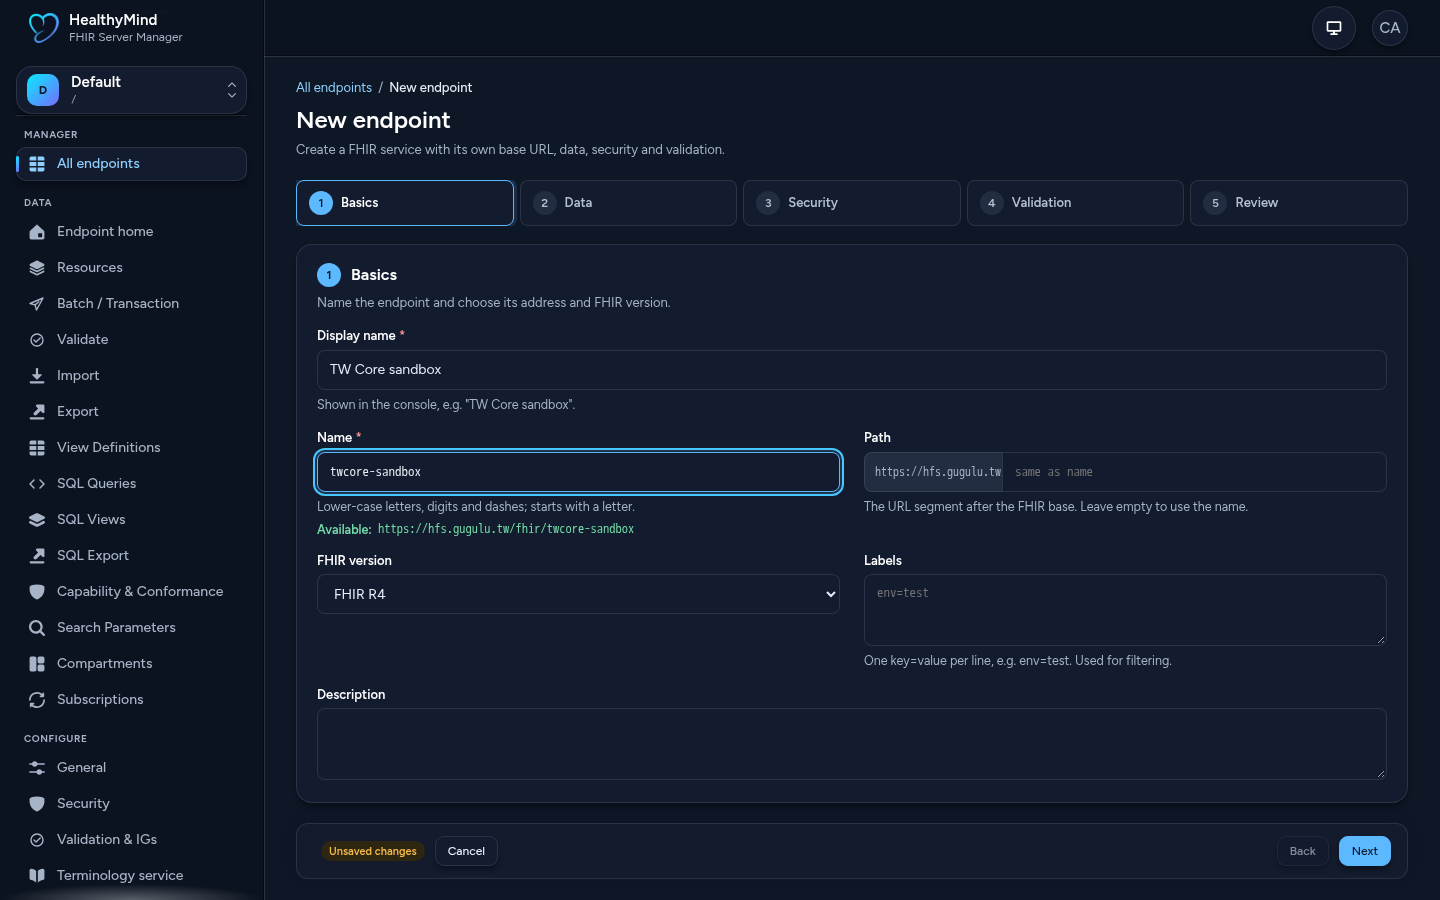 HealthyMind
FHIR Server Manager
CA
D
Default
/
MANAGER
All endpoints
DATA
Endpoint home
Resources
Batch / Transaction
Validate
Import
Export
View Definitions
SQL Queries
SQL Views
SQL Export
Capability & Conformance
Search Parameters
Compartments
Subscriptions
CONFIGURE
General
Security
Validation & IGs
Terminology service
All endpoints / New endpoint
New endpoint
Create a FHIR service with its own base URL, data, security and validation.
1 Basics
2 Data
3 Security
4 Validation
5 Review
1 Basics
Name the endpoint and choose its address and FHIR version.
Display name *
TW Core sandbox
Shown in the console, e.g. "TW Core sandbox".
Name *
twcore-sandbox
Lower-case letters, digits and dashes; starts with a letter.
Available: https://hfs.gugulu.tw/fhir/twcore-sandbox
Path
https://hfs.gugulu.tw same as name
The URL segment after the FHIR base. Leave empty to use the name.
FHIR version
FHIR R4
Labels
env=test
One key=value per line, e.g. env=test. Used for filtering.
Description
Unsaved changes
Cancel
Back
Next